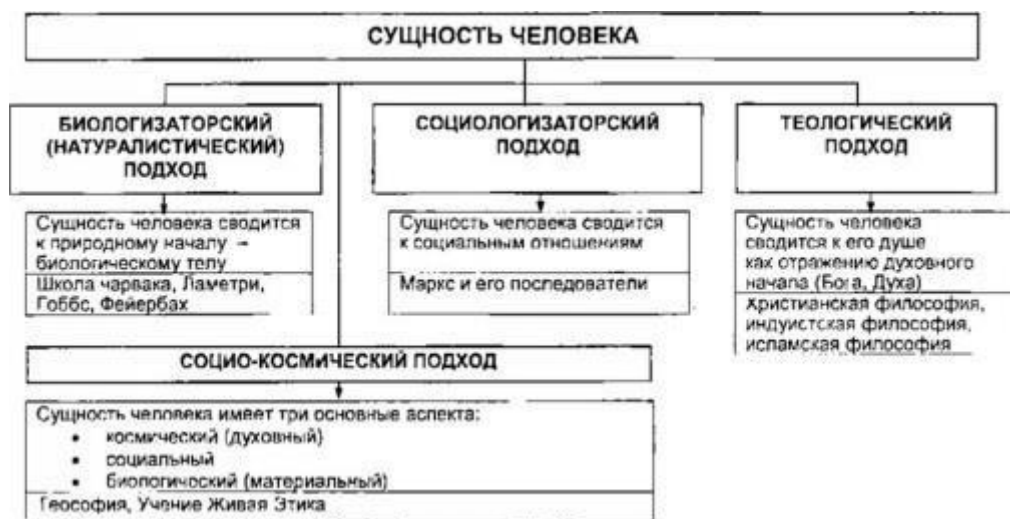 СУЩНОСТЬ ЧЕЛОВЕКА
БИОЛОГИЗАТОРСКИЙ
(НАТУРАЛИСТИЧЕСКИЙ)
ПОДХОД
Сущность человека сводится
к природному началу –
биологическому телу
Школа чарвака, Ламетри,
Гоббс, Фейербах
СОЦИОЛОГИЗАТОРСКИЙ
ПОДХОД
Сущность человека сводится
к социальным отношениям
Маркс и его последователи
ТЕОЛОГИЧЕСКИЙ
ПОДХОД
Сущность человека
сводится к его душе
как отражению духовного
начала (Бога, Духа)
Христианская философия,
индуистская философия,
исламская философия
СОЦИО-КОСМИЧЕСКИЙ ПОДХОД
Сущность человека имеет три основные аспекта:
• космический (духовный)
• социальный
• биологический (материальный)
Теософия, Учение Живая Этика